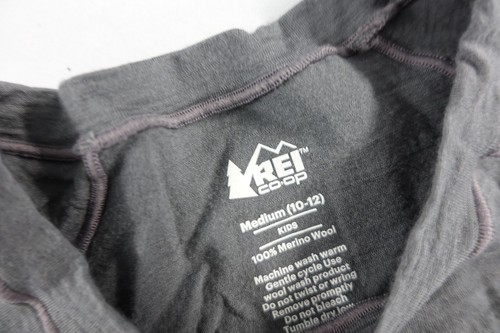 REI™
co·op
Medium (10-12)
KIDS
100% Merino Wool
Machine wash warm
Gentle cycle Use
wool wash product
Do not twist or wring
Remove promptly
Do not bleach
Tumble dry low